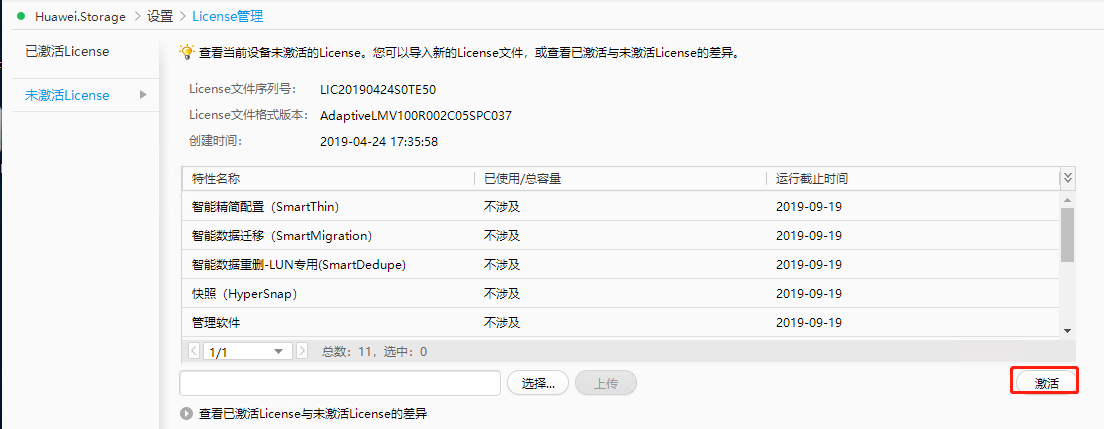 Huawei.Storage > 设置 > License管理
已激活License
未激活License
查看当前设备未激活的License。您可以导入新的License文件，或查看已激活与未激活License的差异。
License文件序列号： LIC20190424S0TE50
License文件格式版本： AdaptiveLMV100R002C05SPC037
创建时间： 2019-04-24 17:35:58
特性名称 已使用/总容量 运行截止时间
智能精简配置（SmartThin） 不涉及 2019-09-19
智能数据迁移（SmartMigration） 不涉及 2019-09-19
智能数据重删-LUN专用(SmartDedupe) 不涉及 2019-09-19
快照（HyperSnap） 不涉及 2019-09-19
管理软件 不涉及 2019-09-19
1/1 总数：11，选中：0
选择... 上传 激活
查看已激活License与未激活License的差异